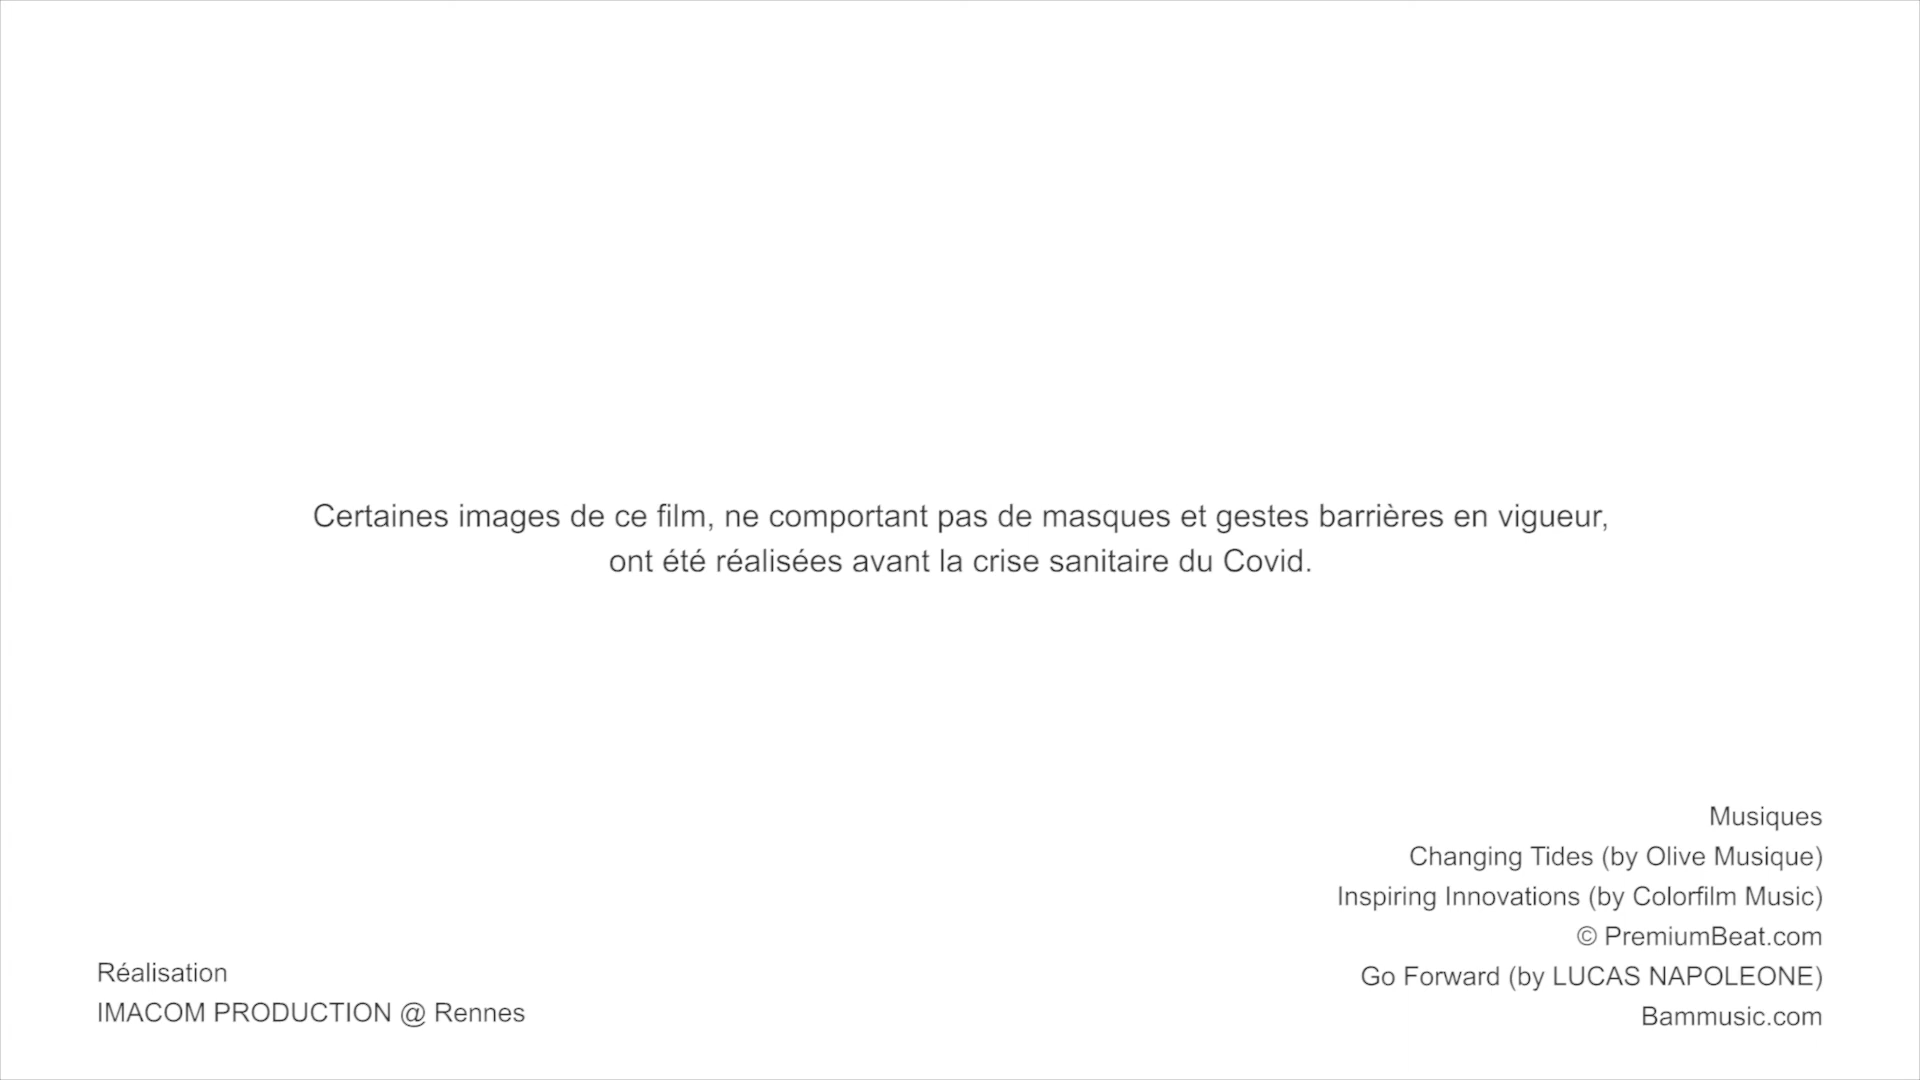 Certaines images de ce film, ne comportant pas de masques et gestes barrières en vigueur,
ont été réalisées avant la crise sanitaire du Covid.
Musiques
Changing Tides (by Olive Musique)
Inspiring Innovations (by Colorfilm Music)
© PremiumBeat.com
Go Forward (by LUCAS NAPOLEONE)
Bammusic.com
Réalisation
IMACOM PRODUCTION @ Rennes